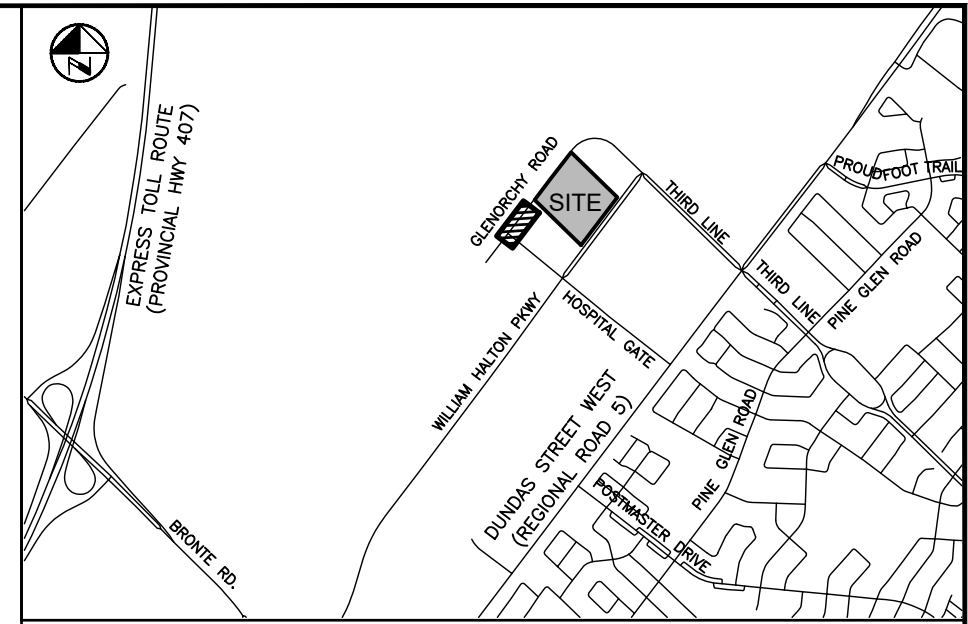 N
EXPRESS TOLL ROUTE
(PROVINCIAL HWY 407)
GLENORCHY ROAD
SITE
THIRD LINE
PROUDFOOT TRAIL
THIRD LINE
PINE GLEN ROAD
WILLIAM HALTON PKWY
HOSPITAL GATE
DUNDAS STREET WEST
(REGIONAL ROAD 5)
PINE GLEN ROAD
POSTMASTER DRIVE
BRONTE RD.